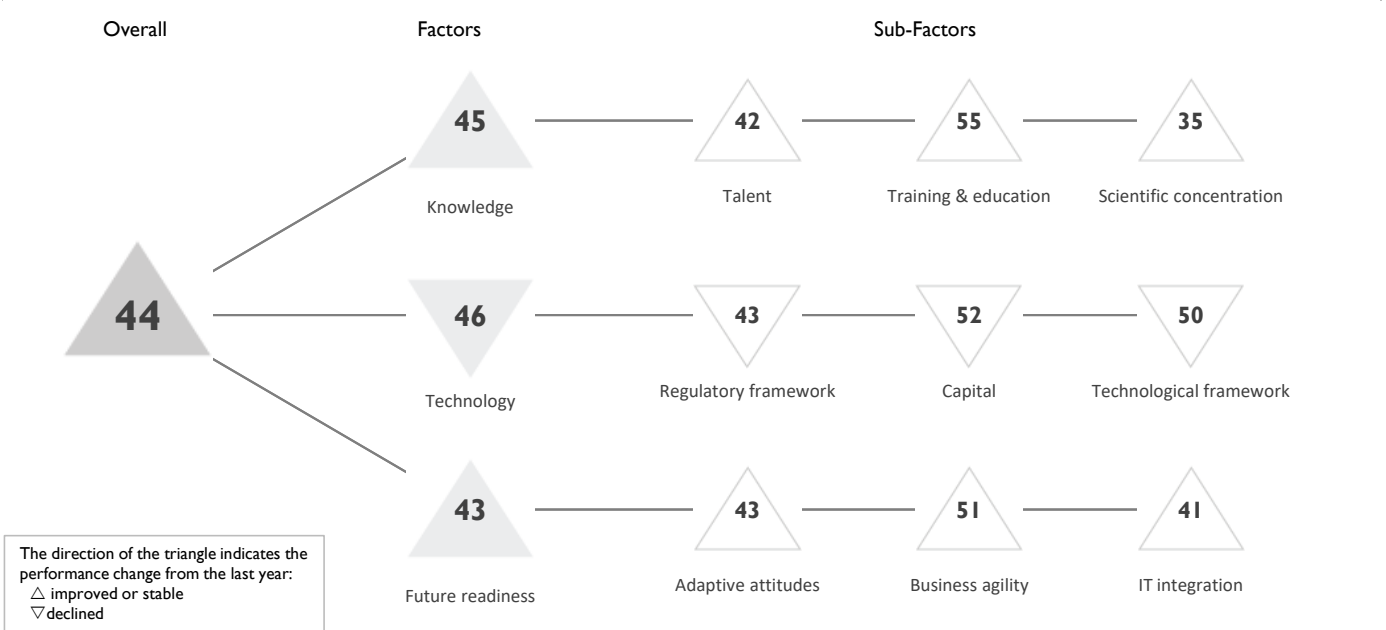 Overall Factors Sub-Factors
45 42 55 35
Knowledge Talent Training & education Scientific concentration
44 46 43 52 50
Technology Regulatory framework Capital Technological framework
43 43 51 41
Future readiness Adaptive attitudes Business agility IT integration
The direction of the triangle indicates the
performance change from the last year:
△ improved or stable
▽ declined